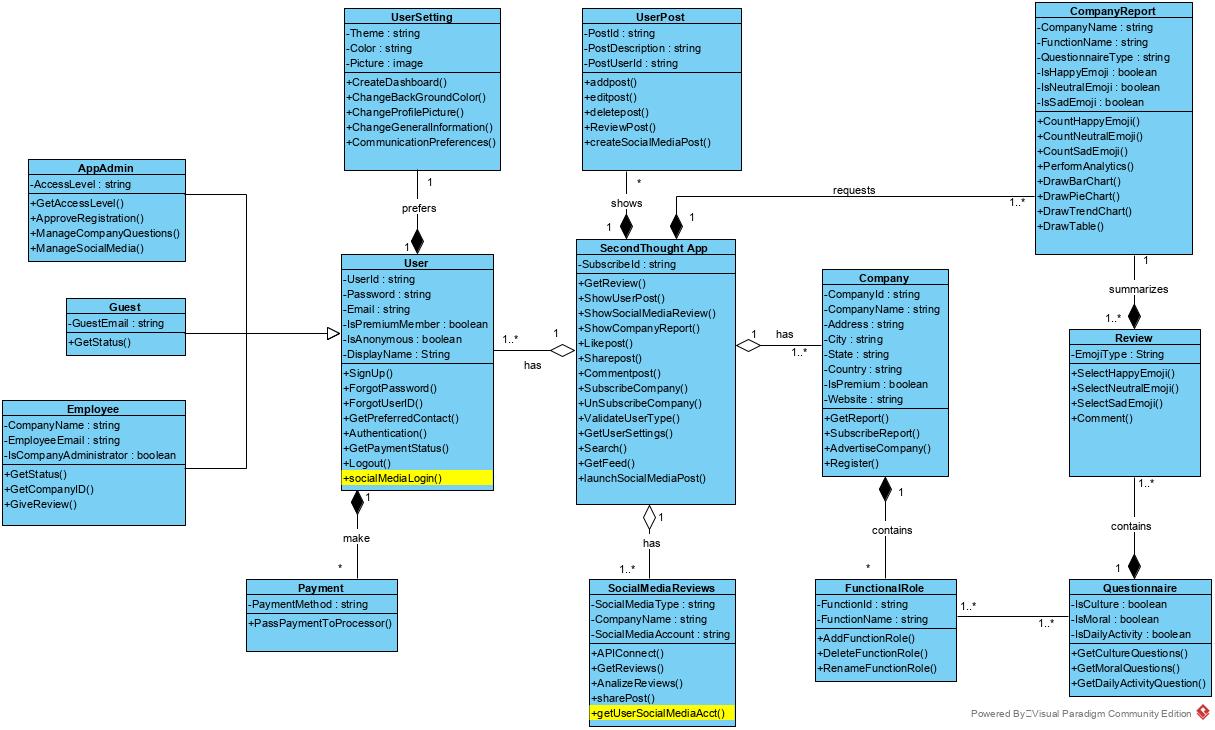 UserSetting
-Theme : string
-Color : string
-Picture : image
+CreateDashboard()
+ChangeBackGroundColor()
+ChangeProfilePicture()
+ChangeGeneralInformation()
+CommunicationPreferences()
UserPost
-PostId : string
-PostDescription : string
-PostUserId : string
+addpost()
+editpost()
+deletepost()
+ReviewPost()
+createSocialMediaPost()
CompanyReport
-CompanyName : string
-FunctionName : string
-QuestionnaireType : string
-IsHappyEmoji : boolean
-IsNeutralEmoji : boolean
-IsSadEmoji : boolean
+CountHappyEmoji()
+CountNeutralEmoji()
+CountSadEmoji()
+PerformAnalytics()
+DrawBarChart()
+DrawPieChart()
+DrawTrendChart()
+DrawTable()
AppAdmin
-AccessLevel : string
+GetAccessLevel()
+ApproveRegistration()
+ManageCompanyQuestions()
+ManageSocialMedia()
1
prefers
1
*
shows
1
requests
1
1..*
Guest
-GuestEmail : string
+GetStatus()
Employee
-CompanyName : string
-EmployeeEmail : string
-IsCompanyAdministrator : boolean
+GetStatus()
+GetCompanyID()
+GiveReview()
User
-UserId : string
-Password : string
-Email : string
-IsPremiumMember : boolean
-IsAnonymous : boolean
-DisplayName : String
+SignUp()
+ForgotPassword()
+ForgotUserID()
+GetPreferredContact()
+Authentication()
+GetPaymentStatus()
+Logout()
+socialMediaLogin()
1..*
1
has
SecondThought App
-SubscribeId : string
+GetReview()
+ShowUserPost()
+ShowSocialMediaReview()
+ShowCompanyReport()
+Likepost()
+Sharepost()
+Commentpost()
+SubscribeCompany()
+UnSubscribeCompany()
+ValidateUserType()
+GetUserSettings()
+Search()
+GetFeed()
+launchSocialMediaPost()
1
has
1..*
Company
-CompanyId : string
-CompanyName : string
-Address : string
-City : string
-State : string
-Country : string
-IsPremium : boolean
-Website : string
+GetReport()
+SubscribeReport()
+AdvertiseCompany()
+Register()
1
summarizes
1..*
Review
-EmojiType : String
+SelectHappyEmoji()
+SelectNeutralEmoji()
+SelectSadEmoji()
+Comment()
1
make
*
1
has
1..*
1
contains
*
1..*
contains
1
Payment
-PaymentMethod : string
+PassPaymentToProcessor()
SocialMediaReviews
-SocialMediaType : string
-CompanyName : string
-SocialMediaAccount : string
+APIConnect()
+GetReviews()
+AnalizeReviews()
+sharePost()
+getUserSocialMediaAcct()
FunctionalRole
-FunctionId : string
-FunctionName : string
+AddFunctionRole()
+DeleteFunctionRole()
+RenameFunctionRole()
1..*
1..*
Questionnaire
-IsCulture : boolean
-IsMoral : boolean
-IsDailyActivity : boolean
+GetCultureQuestions()
+GetMoralQuestions()
+GetDailyActivityQuestion()
Powered By Visual Paradigm Community Edition